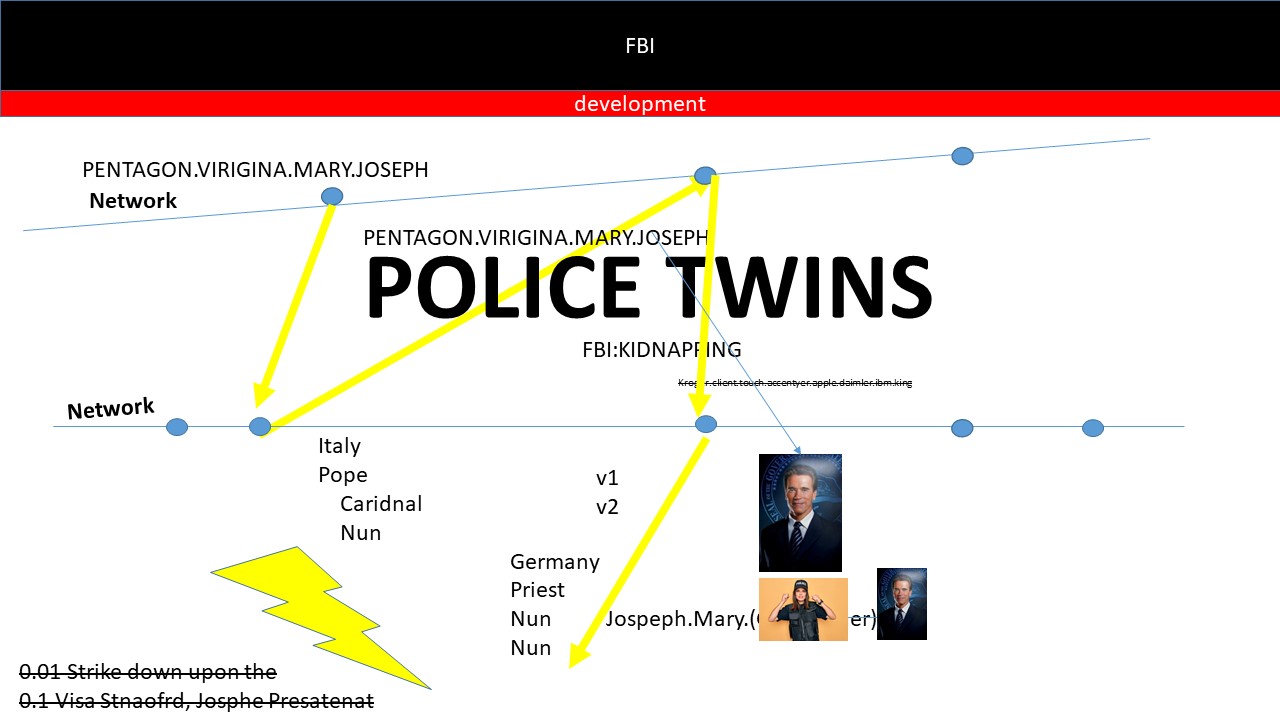 FBI
development
PENTAGON.VIRIGINA.MARY.JOSEPH
Network
PENTAGON.VIRIGINA.MARY.JOSEPH
POLICE TWINS
FBI:KIDNAPPING
Kroger.client.touch.accentyer.apple.daimler.ibm.king
Network
Italy
Pope
Caridnal
Nun
v1
v2
Germany
Priest
Nun
Jospeph.Mary.( er)
Nun
0.01 Strike down upon the
0.1 Visa Stnaofrd, Josphe Presatenat